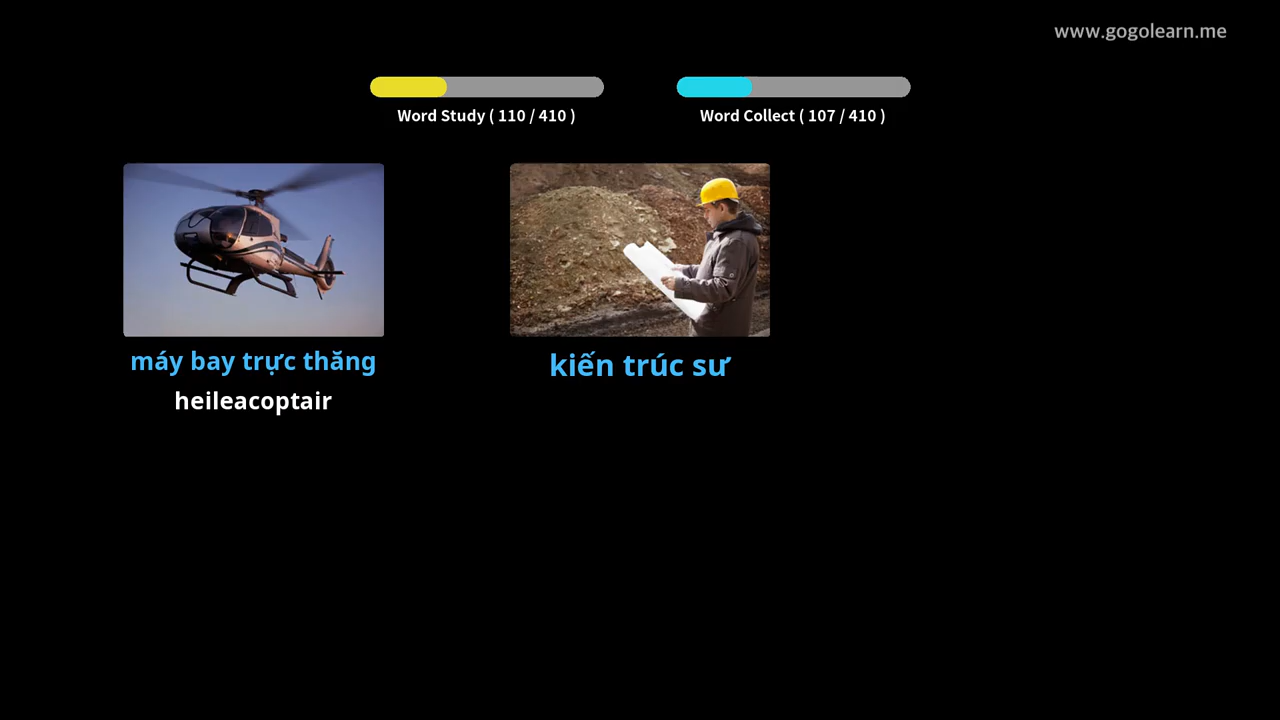 www.gogolearn.me
Word Study ( 110 / 410 )
Word Collect ( 107 / 410 )
máy bay trực thăng
heileacoptair
kiến trúc sư